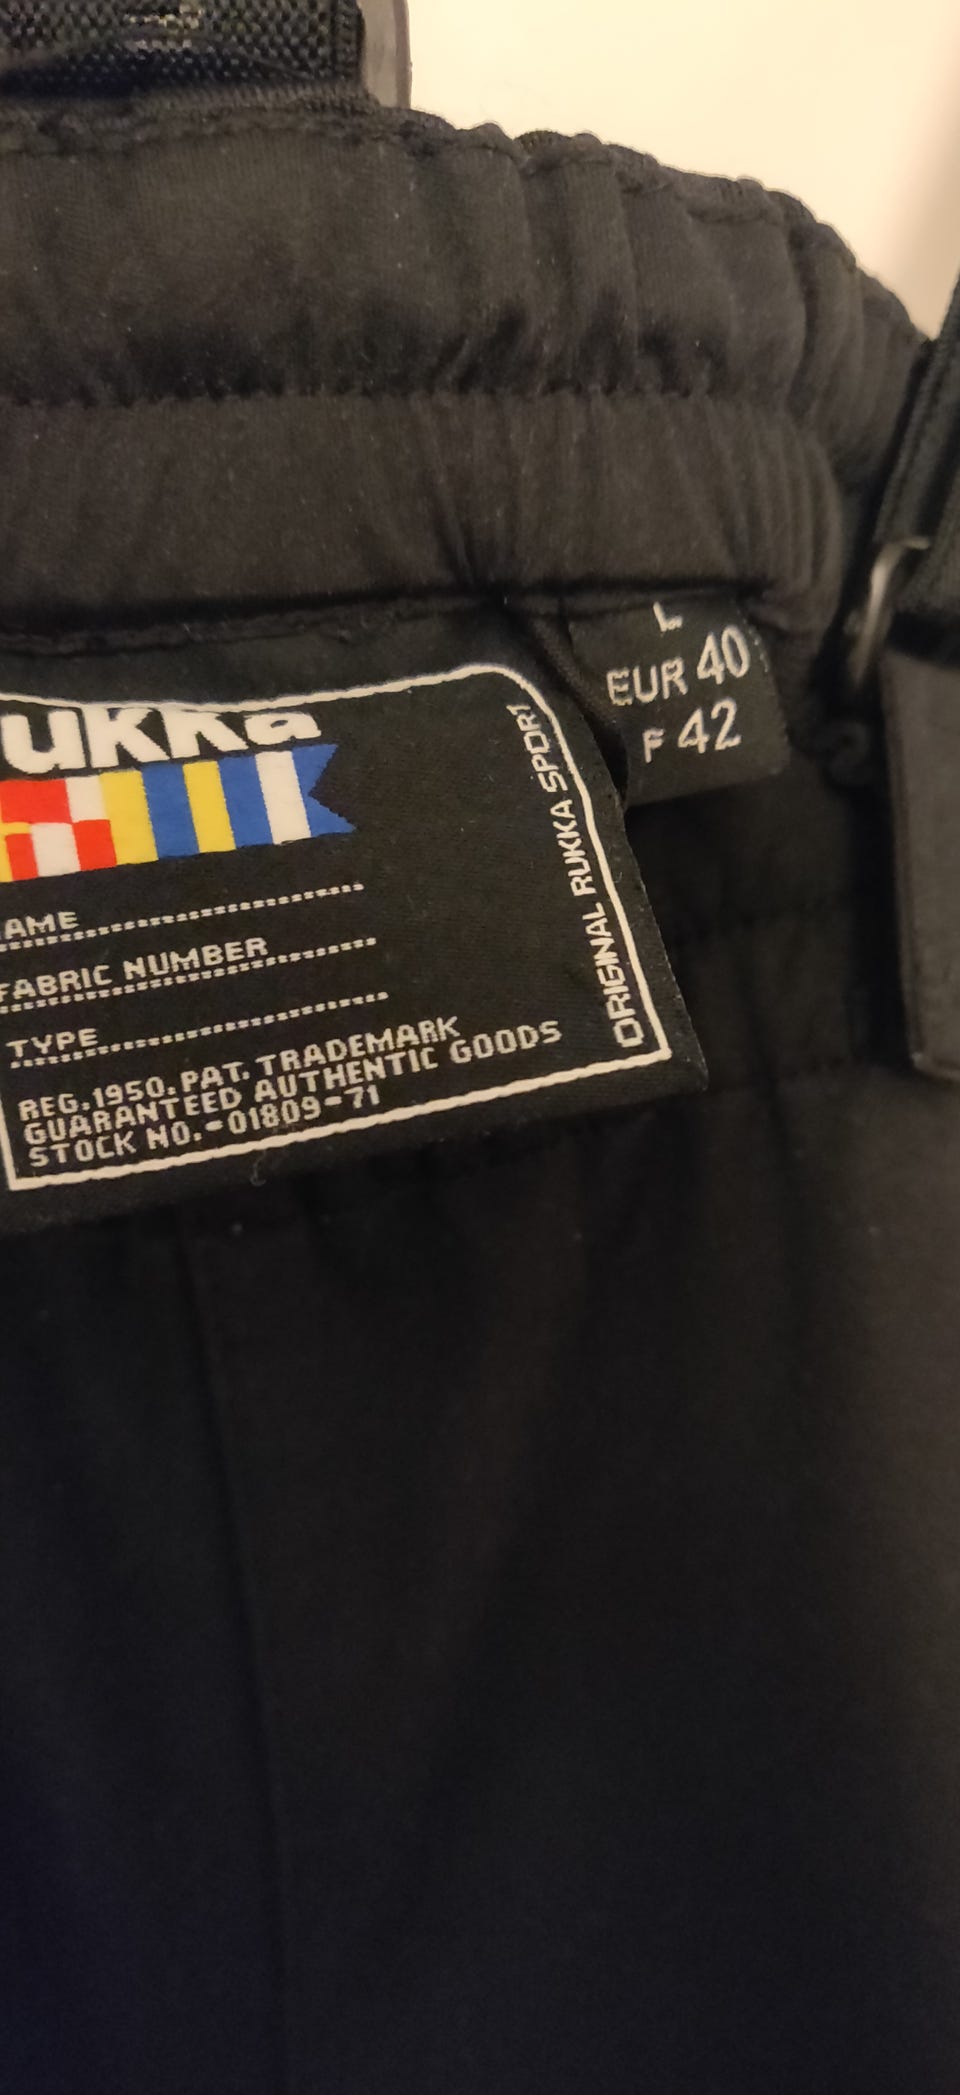 L
EUR 40
F 42
ukka
AME
FABRIC NUMBER
TYPE
REG.1950. PAT. TRADEMARK
GUARANTEED AUTHENTIC GOODS
STOCK NO.-01809-71
ORIGINAL RUKKA SPORT